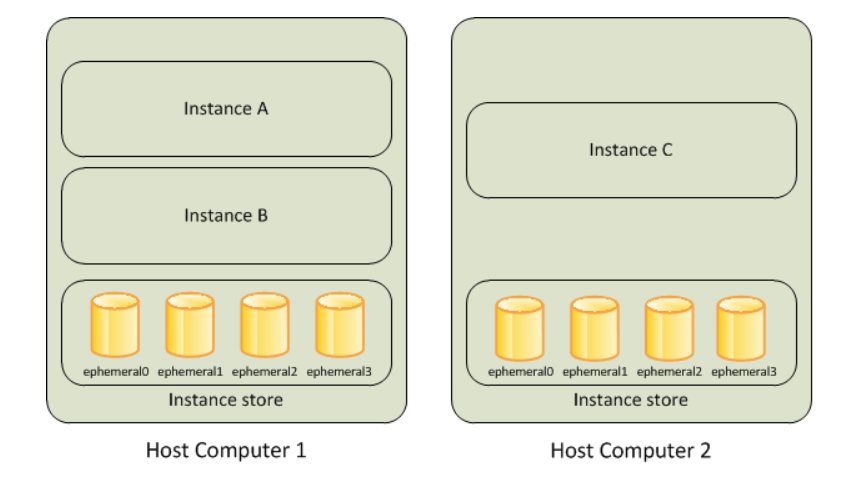 Instance A
Instance B
ephemeral0 ephemeral1 ephemeral2 ephemeral3
Instance store
Host Computer 1
Instance C
ephemeral0 ephemeral1 ephemeral2 ephemeral3
Instance store
Host Computer 2